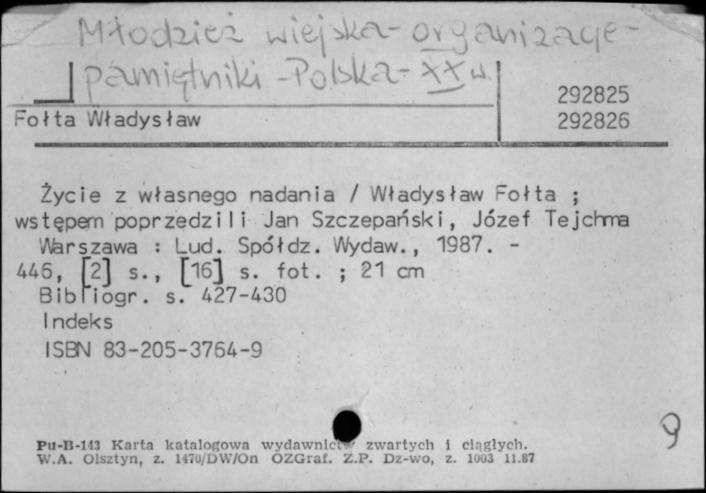 Młodzież wiejska - organizacje -
pamiętniki - Polska - XX w.
292825
Fołta Władysław
292826
Życie z własnego nadania / Władysław Fołta ;
wstępem poprzedzili Jan Szczepański, Józef Tejchma
Warszawa : Lud. Spółdz. Wydaw., 1987. -
446, [2] s., [16] s. fot. ; 21 cm
Bibliogr. s. 427-430
Indeks
ISBN 83-205-3764-9
Pu-B-143 Karta katalogowa wydawnictw zwartych i ciągłych.
W.A. Olsztyn, z. 1470/DW/On OZGraf. Z.P. Dz-wo, z. 1003 11.87